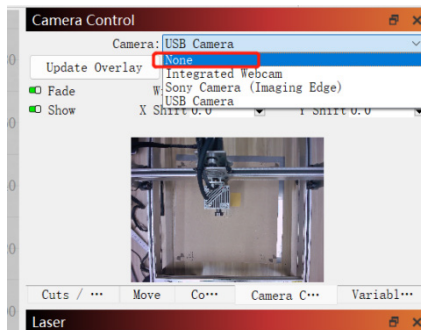 Camera Control
Camera: USB Camera
None
Update Overlay
Integrated Webcam
Sony Camera (Imaging Edge)
Fade
USB Camera
Show X Shift 0.0 Y Shift 0.0
Cuts / ··· Move Co··· Camera C··· Variabl···
Laser